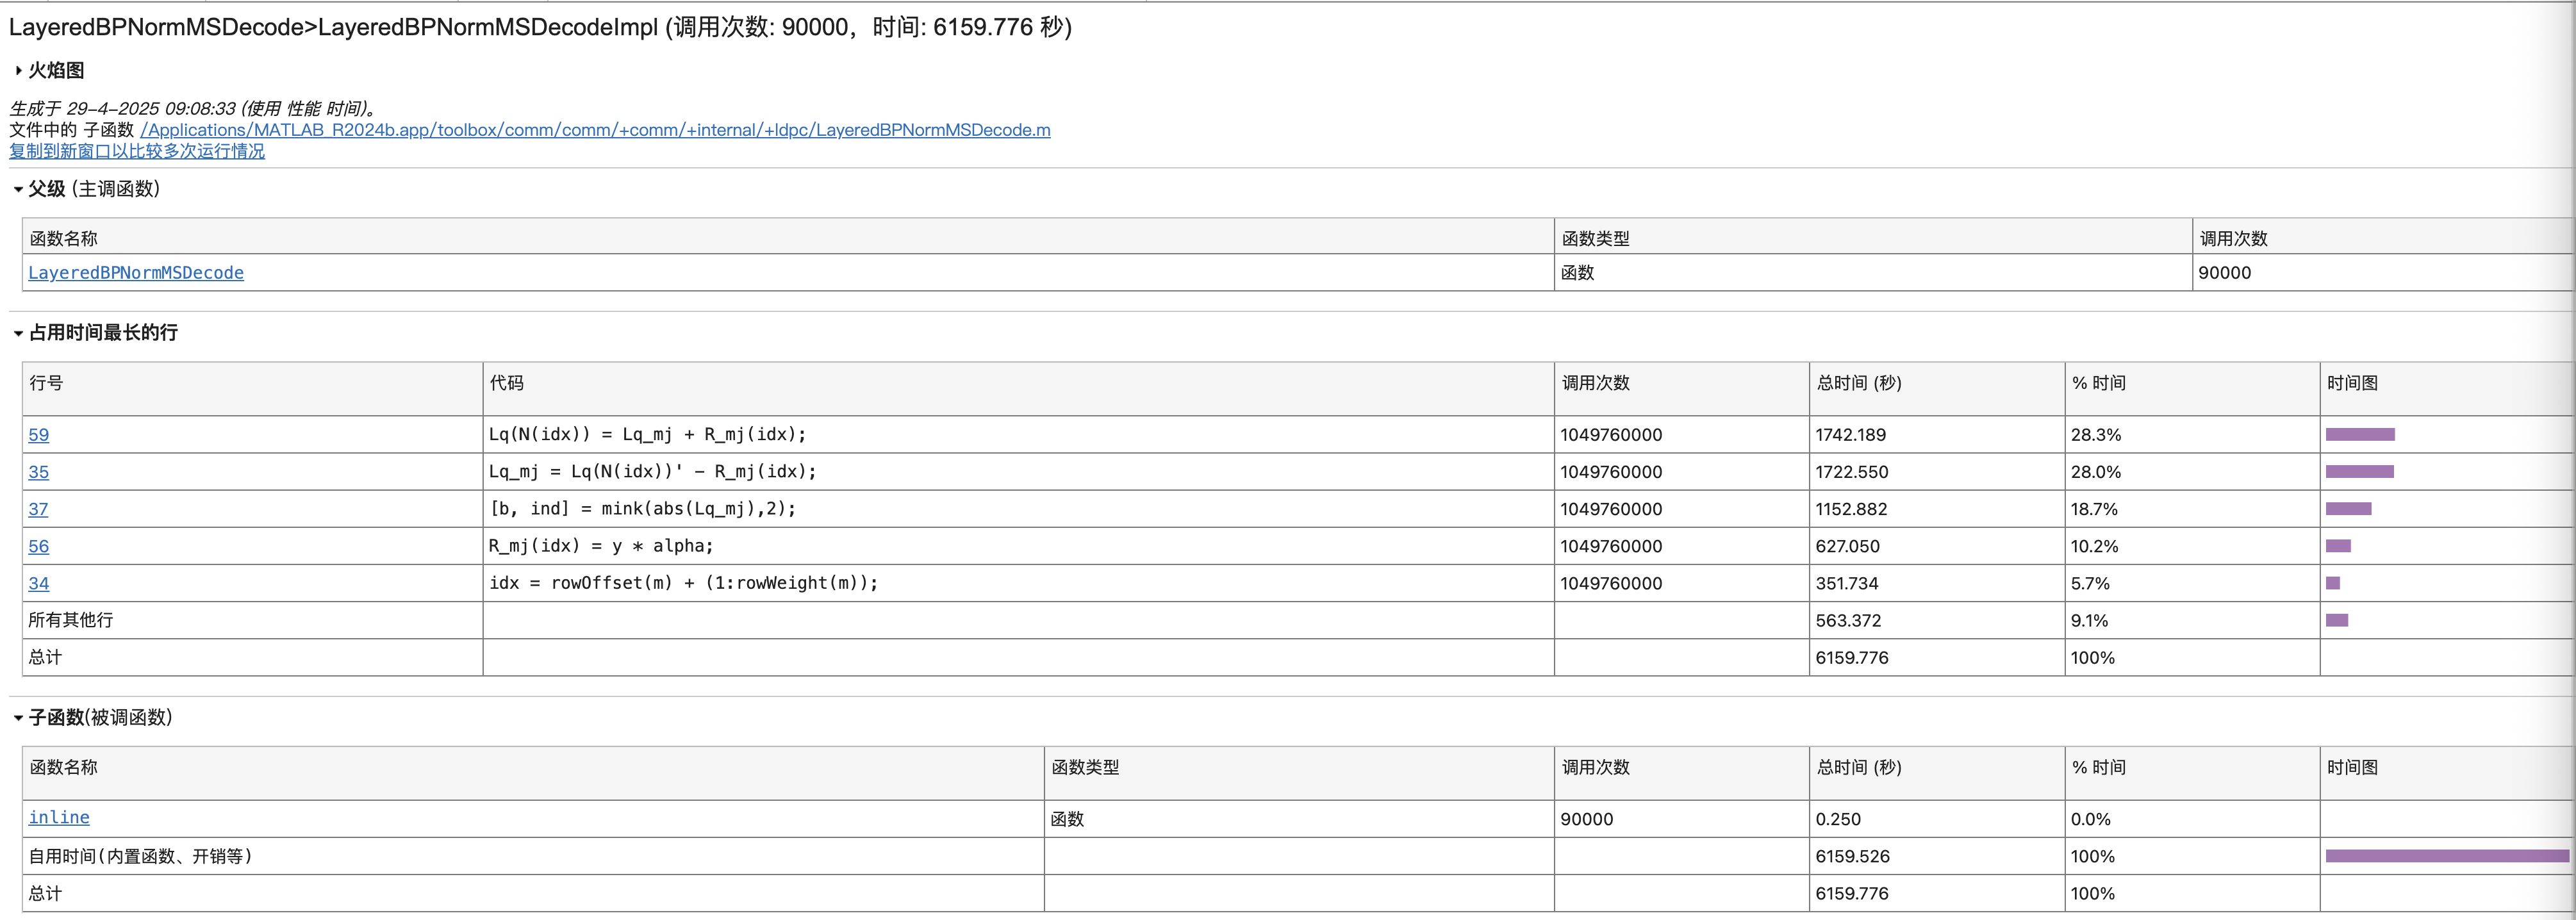 LayeredBPNormMSDecode>LayeredBPNormMSDecodeImpl (调用次数: 90000，时间: 6159.776 秒)
火焰图
生成于 29-4-2025 09:08:33 (使用 性能 时间)。
文件中的 子函数 /Applications/MATLAB_R2024b.app/toolbox/comm/comm/+comm/+internal/+ldpc/LayeredBPNormMSDecode.m
复制到新窗口以比较多次运行情况
父级 (主调函数)
函数名称 函数类型 调用次数
LayeredBPNormMSDecode 函数 90000
占用时间最长的行
行号 代码 调用次数 总时间 (秒) % 时间 时间图
59 Lq(N(idx)) = Lq_mj + R_mj(idx); 1049760000 1742.189 28.3%
35 Lq_mj = Lq(N(idx))' - R_mj(idx); 1049760000 1722.550 28.0%
37 [b, ind] = mink(abs(Lq_mj),2); 1049760000 1152.882 18.7%
56 R_mj(idx) = y * alpha; 1049760000 627.050 10.2%
34 idx = rowOffset(m) + (1:rowWeight(m)); 1049760000 351.734 5.7%
所有其他行 563.372 9.1%
总计 6159.776 100%
子函数(被调函数)
函数名称 函数类型 调用次数 总时间 (秒) % 时间 时间图
inline 函数 90000 0.250 0.0%
自用时间(内置函数、开销等) 6159.526 100%
总计 6159.776 100%